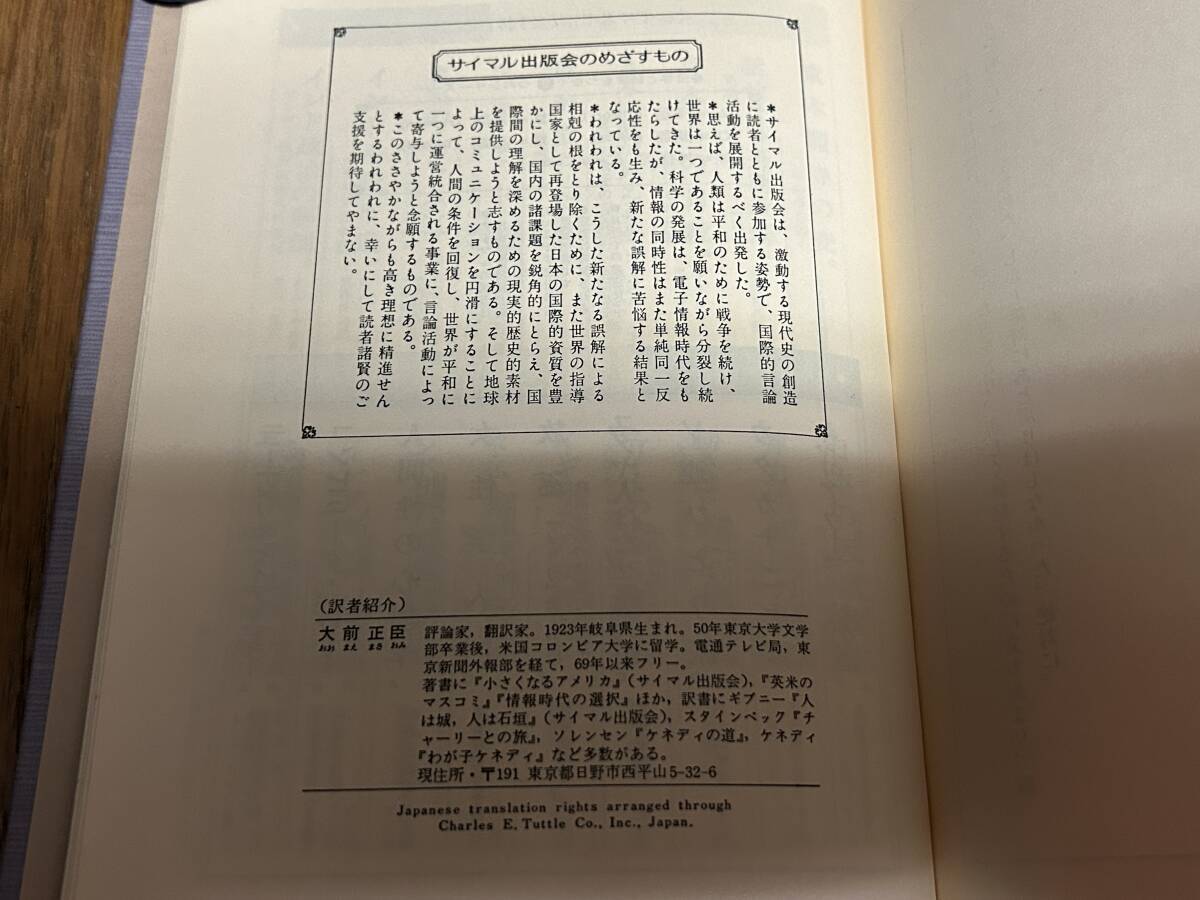 サイマル出版会のめざすもの
＊サイマル出版会は、激動する現代史の創造
に読者とともに参加する姿勢で、国際的言論
活動を展開するべく出発した。
＊思えば、人類は平和のために戦争を続け、
世界は一つであることを願いながら分裂し続
けてきた。科学の発展は、電子情報時代をも
たらしたが、情報の同時性はまた単純同一反
応性をも生み、新たな誤解に苦悩する結果と
なっている。
＊われわれは、こうした新たなる誤解による
相剋の根をとり除くために、また世界の指導
国家として再登場した日本の国際的資質を豊
かにし、国内の諸課題を鋭角的にとらえ、国
際間の理解を深めるための現実的歴史的素材
を提供しようと志すものである。そして地球
上のコミュニケーションを円滑にすることに
よって、人間の条件を回復し、世界が平和に
一つに運営統合される事業に、言論活動によっ
て寄与しようと念願するものである。
＊このささやかながらも高き理想に精進せん
とするわれわれに、幸いにして読者諸賢のご
支援を期待してやまない。
（訳者紹介）
大前正臣
おお まえ まさ おみ
評論家，翻訳家。1923年岐阜県生まれ。50年東京大学文学
部卒業後，米国コロンビア大学に留学。電通テレビ局，東
京新聞外報部を経て，69年以来フリー。
著書に『小さくなるアメリカ』（サイマル出版会），『英米の
マスコミ』『情報時代の選択』ほか，訳書にギブニー『人
は城，人は石垣』（サイマル出版会），スタインベック『チ
ャーリーとの旅』，ソレンセン『ケネディの道』，ケネディ
『わが子ケネディ』など多数がある。
現住所・〒191 東京都日野市西平山5-32-6
Japanese translation rights arranged through
Charles E. Tuttle Co., Inc., Japan.